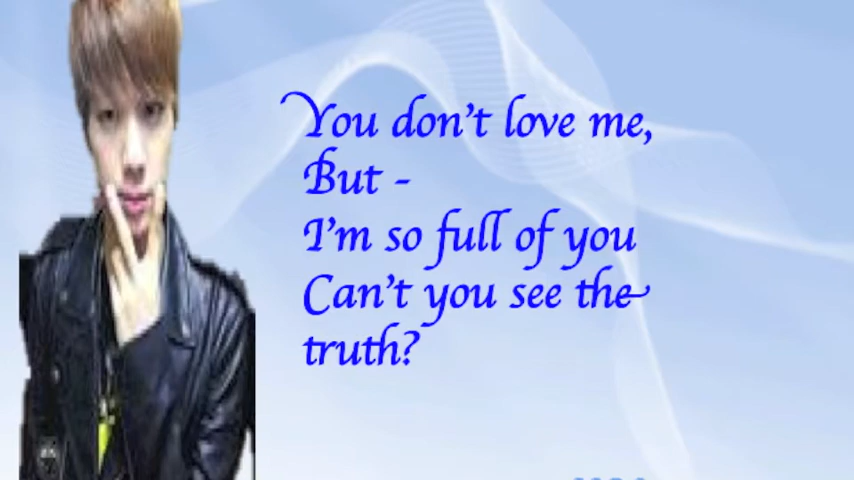 You don't love me,
But -
I'm so full of you
Can't you see the
truth?